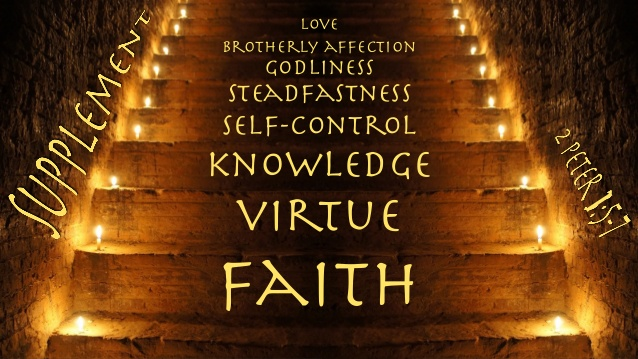 SUPPLEMENT
LOVE
BROTHERLY AFFECTION
GODLINESS
STEADFASTNESS
SELF-CONTROL
KNOWLEDGE
VIRTUE
FAITH
2 PETER 1:5-7